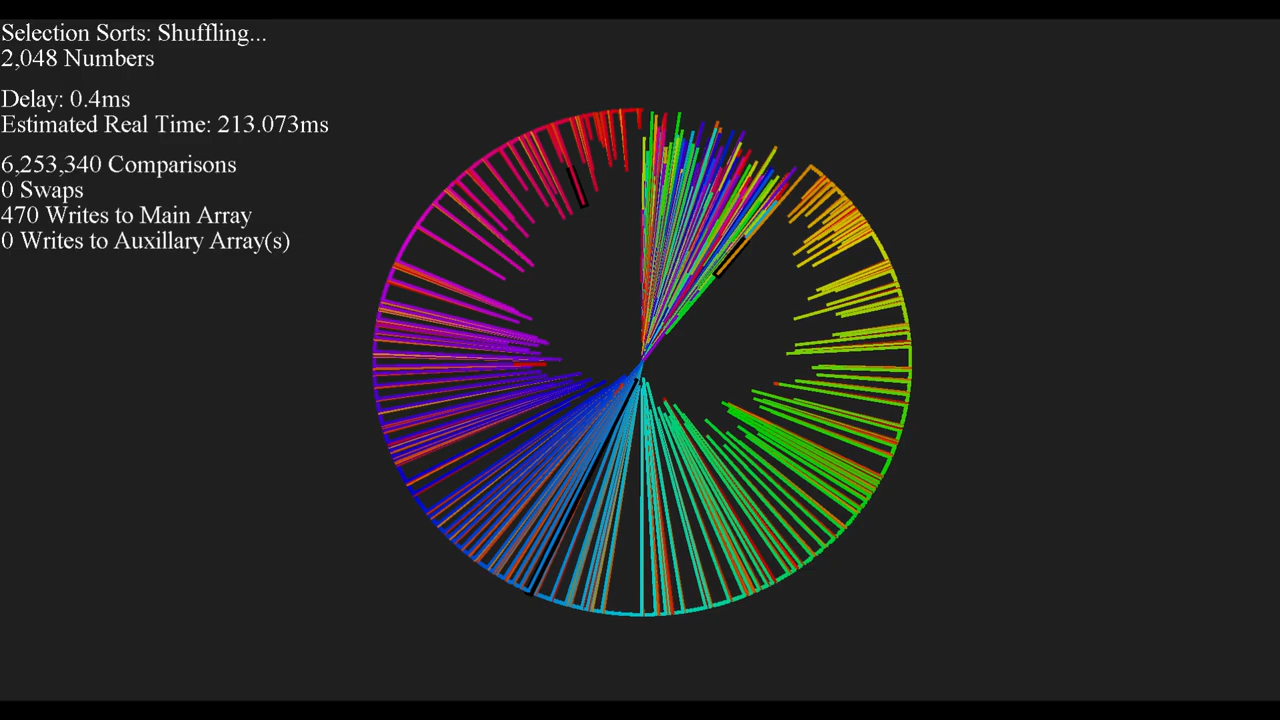 Selection Sorts: Shuffling...
2,048 Numbers
Delay: 0.4ms
Estimated Real Time: 213.073ms
6,253,340 Comparisons
0 Swaps
470 Writes to Main Array
0 Writes to Auxillary Array(s)